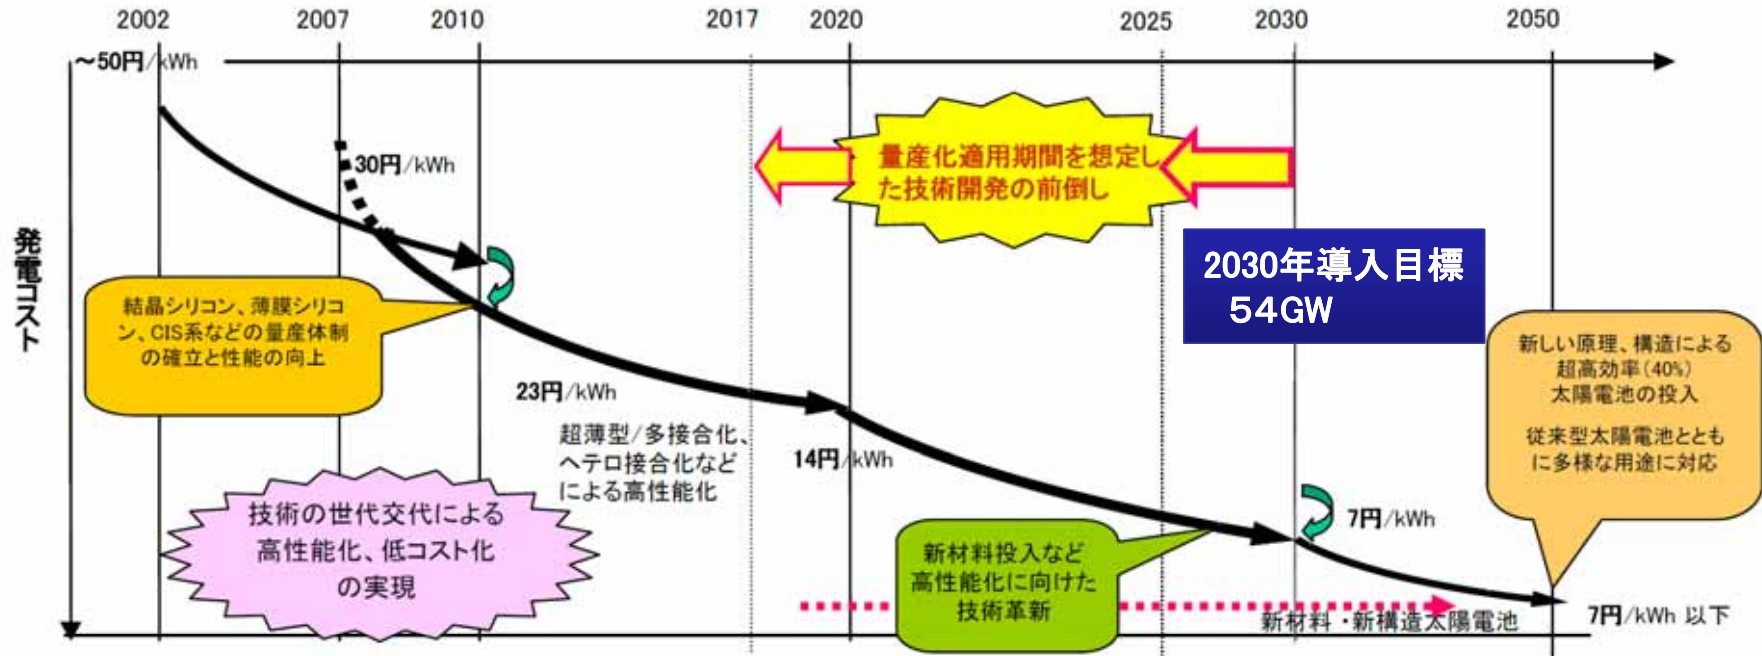 2002
2007
2010
2017
2020
2025
2030
2050
～50円/kWh
30円/kWh
量産化適用期間を想定し
た技術開発の前倒し
発電コスト
2030年導入目標
54GW
結晶シリコン、薄膜シリコ
ン、CIS系などの量産体制
の確立と性能の向上
23円/kWh
超薄型/多接合化、
ヘテロ接合化など
による高性能化
14円/kWh
新しい原理、構造による
超高効率(40%)
太陽電池の投入
従来型太陽電池ととも
に多様な用途に対応
技術の世代交代による
高性能化、低コスト化
の実現
7円/kWh
新材料投入など
高性能化に向けた
技術革新
新材料・新構造太陽電池
7円/kWh 以下